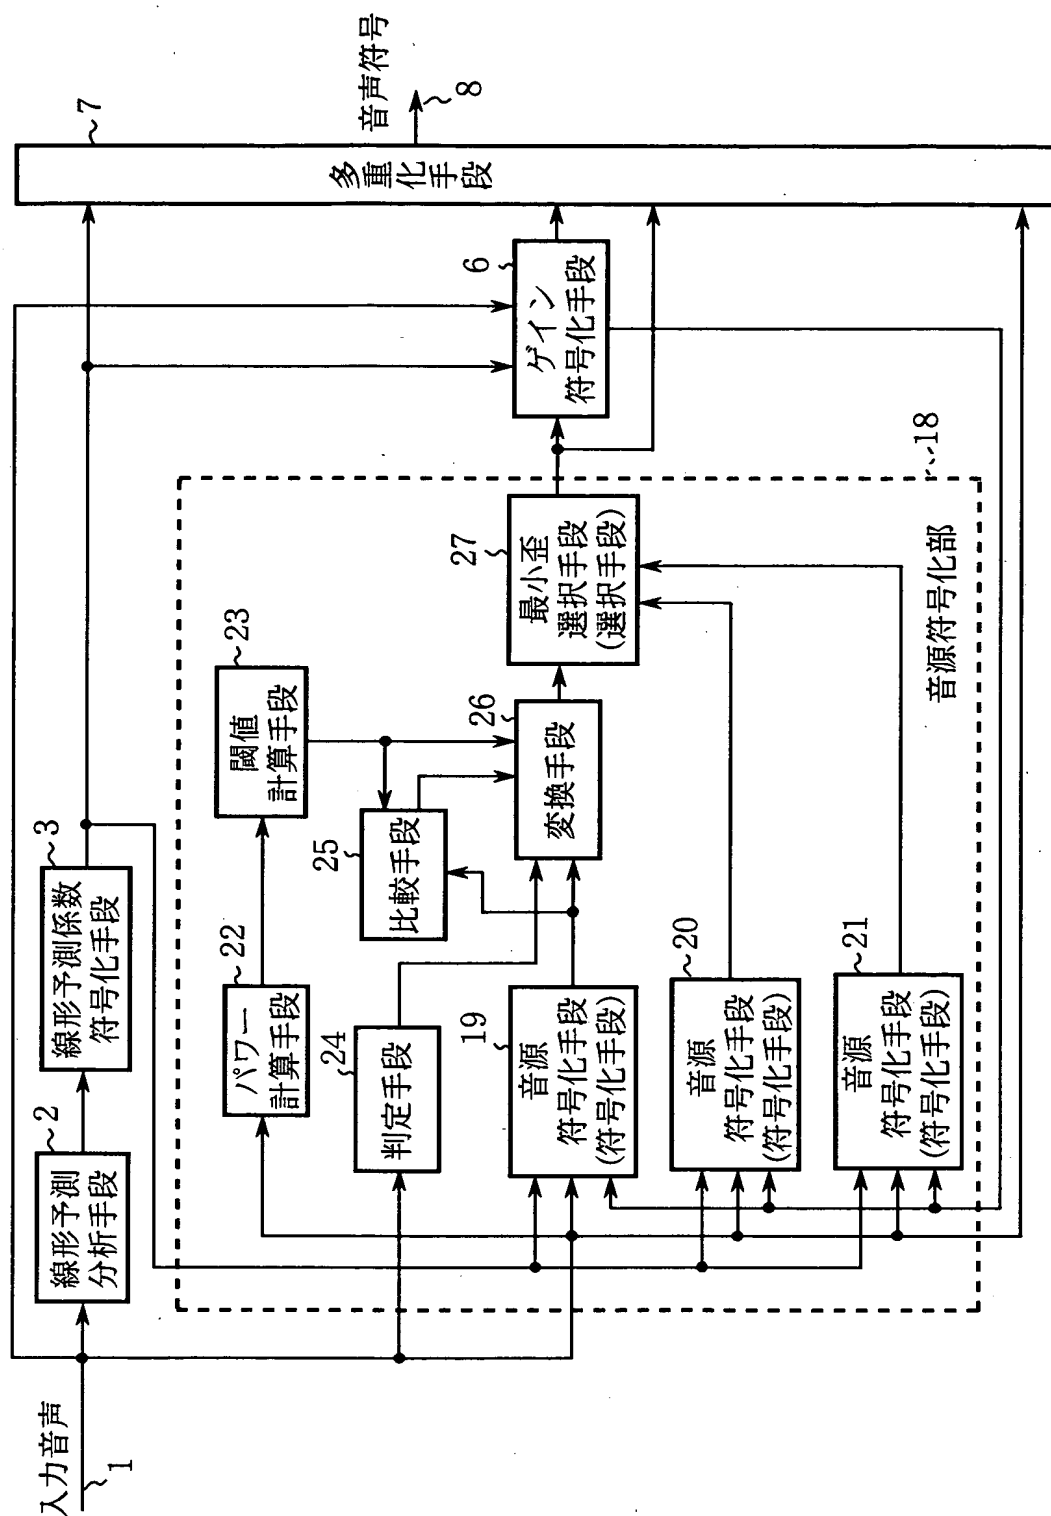 入力音声
1
線形予測
分析手段
2
線形予測係数
符号化手段
3
多重化手段
7
音声符号
8
ゲイン
符号化手段
6
パワー
計算手段
22
閾値
計算手段
23
判定手段
24
比較手段
25
変換手段
26
最小歪
選択手段
(選択手段)
27
音源
符号化手段
(符号化手段)
19
音源
符号化手段
(符号化手段)
20
音源
符号化手段
(符号化手段)
21
音源符号化部
18